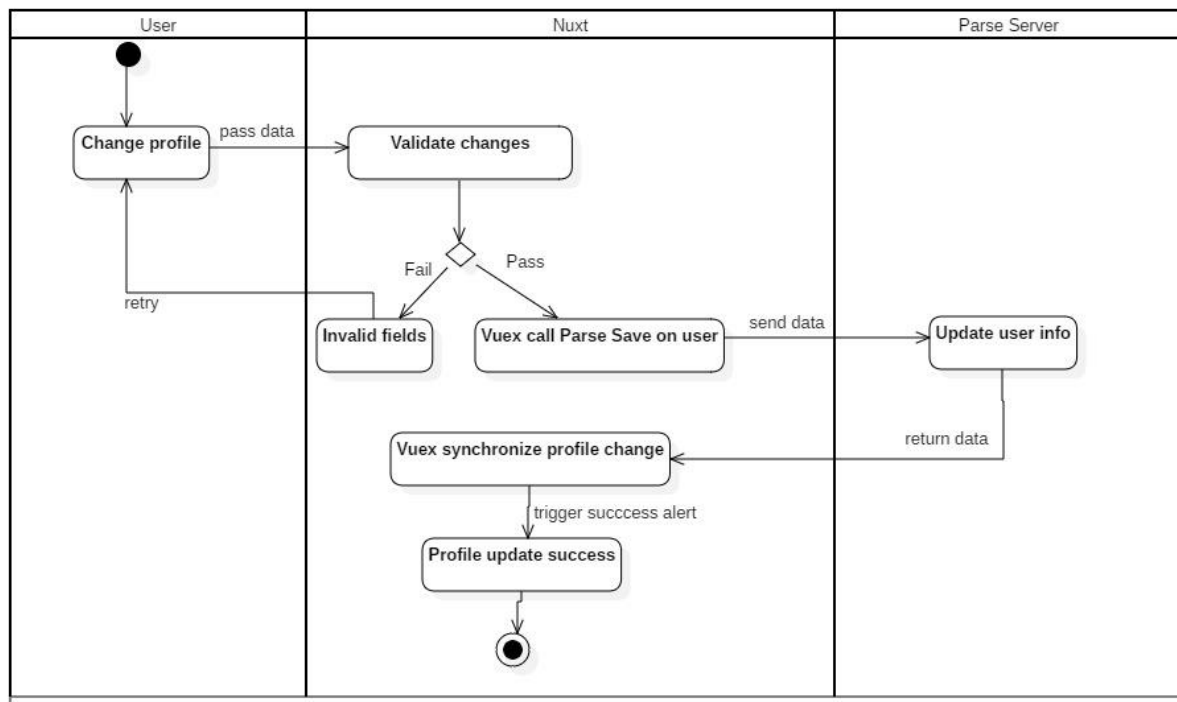 User
Nuxt
Parse Server
Change profile
pass data
Validate changes
Fail
Pass
retry
Invalid fields
Vuex call Parse Save on user
send data
Update user info
return data
Vuex synchronize profile change
trigger succcess alert
Profile update success